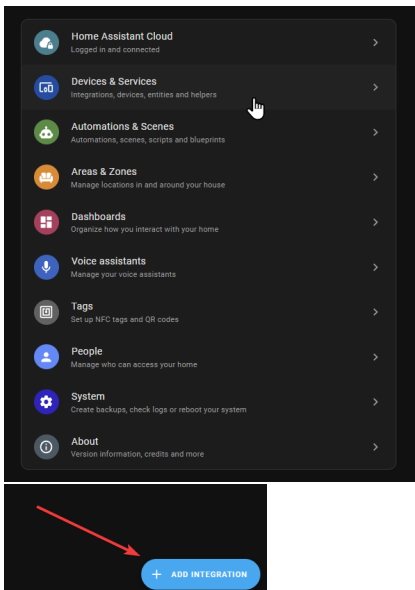 Home Assistant Cloud
Logged in and connected
Devices & Services
Integrations, devices, entities and helpers
Automations & Scenes
Automations, scenes, scripts and blueprints
Areas & Zones
Manage locations in and around your house
Dashboards
Organize how you interact with your home
Voice assistants
Manage your voice assistants
Tags
Set up NFC tags and QR codes
People
Manage who can access your home
System
Create backups, check logs or reboot your system
About
Version information, credits and more
+ ADD INTEGRATION